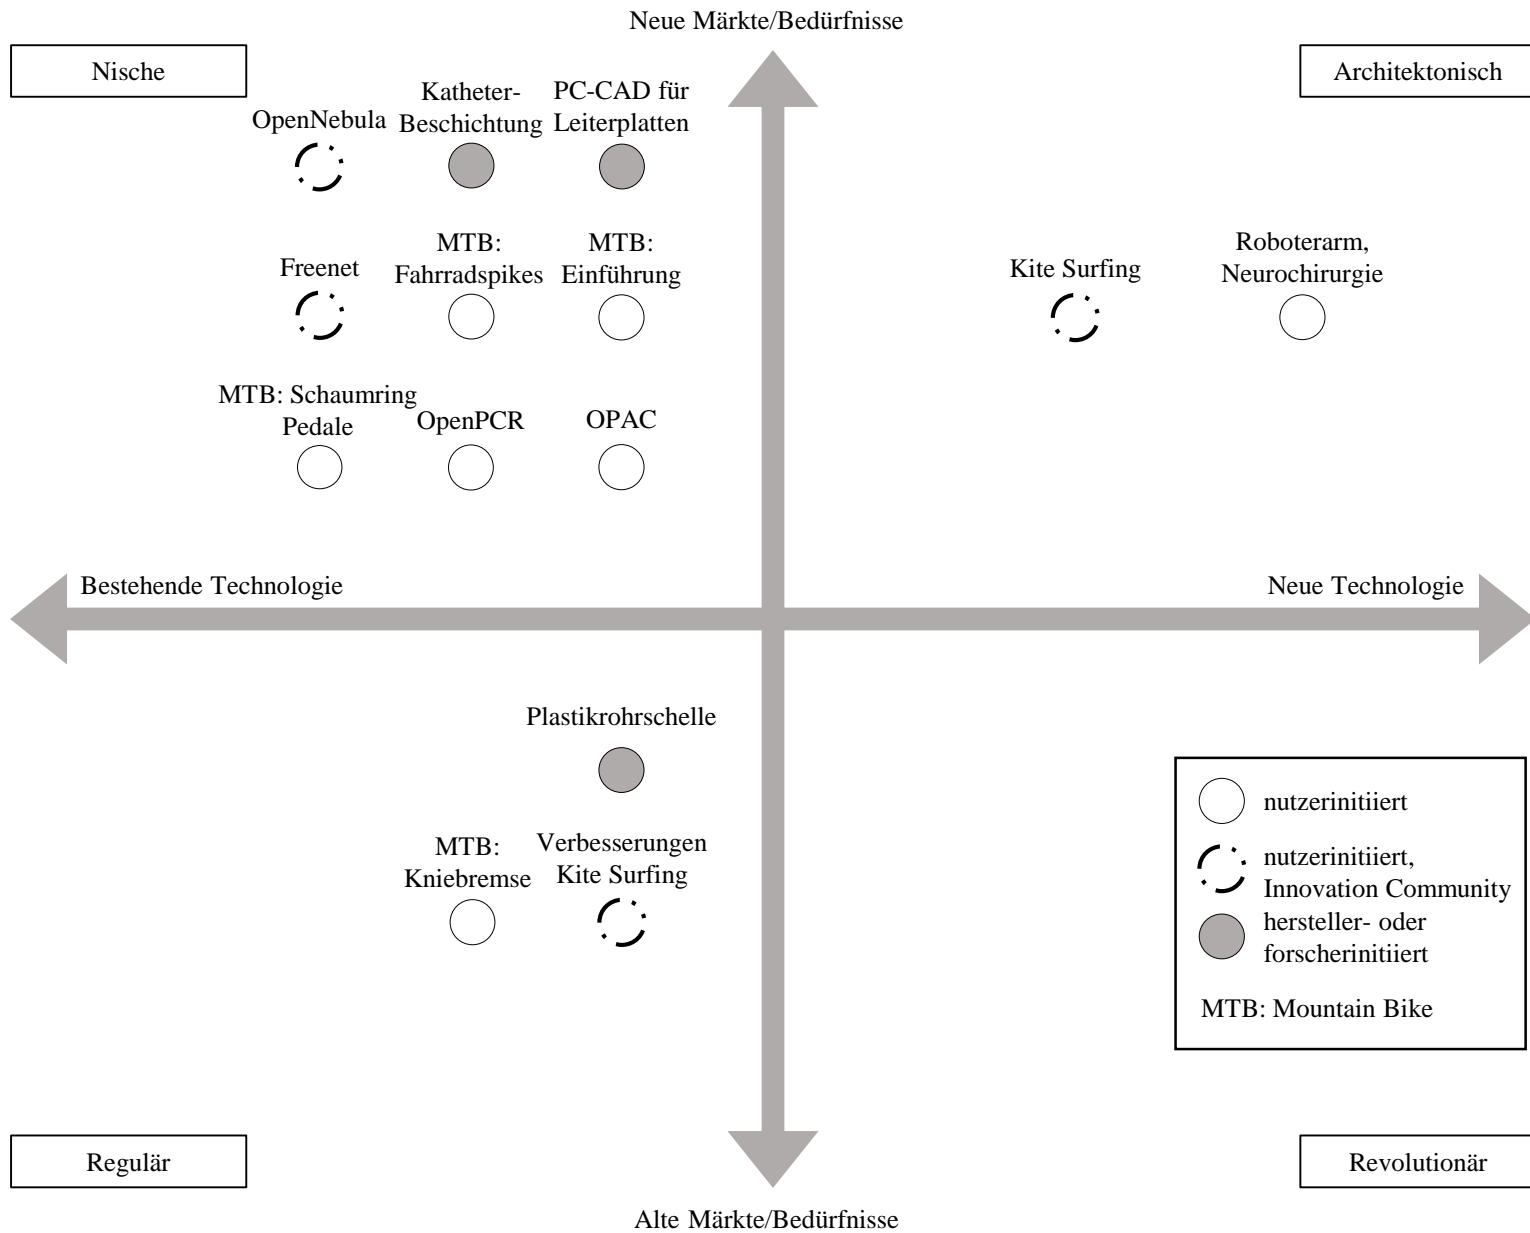 Neue Märkte/Bedürfnisse
Nische
Architektonisch
OpenNebula
Katheter-
Beschichtung
PC-CAD für
Leiterplatten
Freenet
MTB:
Fahrradspikes
MTB:
Einführung
Kite Surfing
Roboterarm,
Neurochirurgie
MTB: Schaumring
Pedale
OpenPCR
OPAC
Bestehende Technologie
Neue Technologie
Plastikrohrschelle
MTB:
Kniebremse
Verbesserungen
Kite Surfing
nutzerinitiiert
nutzerinitiiert,
Innovation Community
hersteller- oder
forscherinitiiert
MTB: Mountain Bike
Regulär
Revolutionär
Alte Märkte/Bedürfnisse